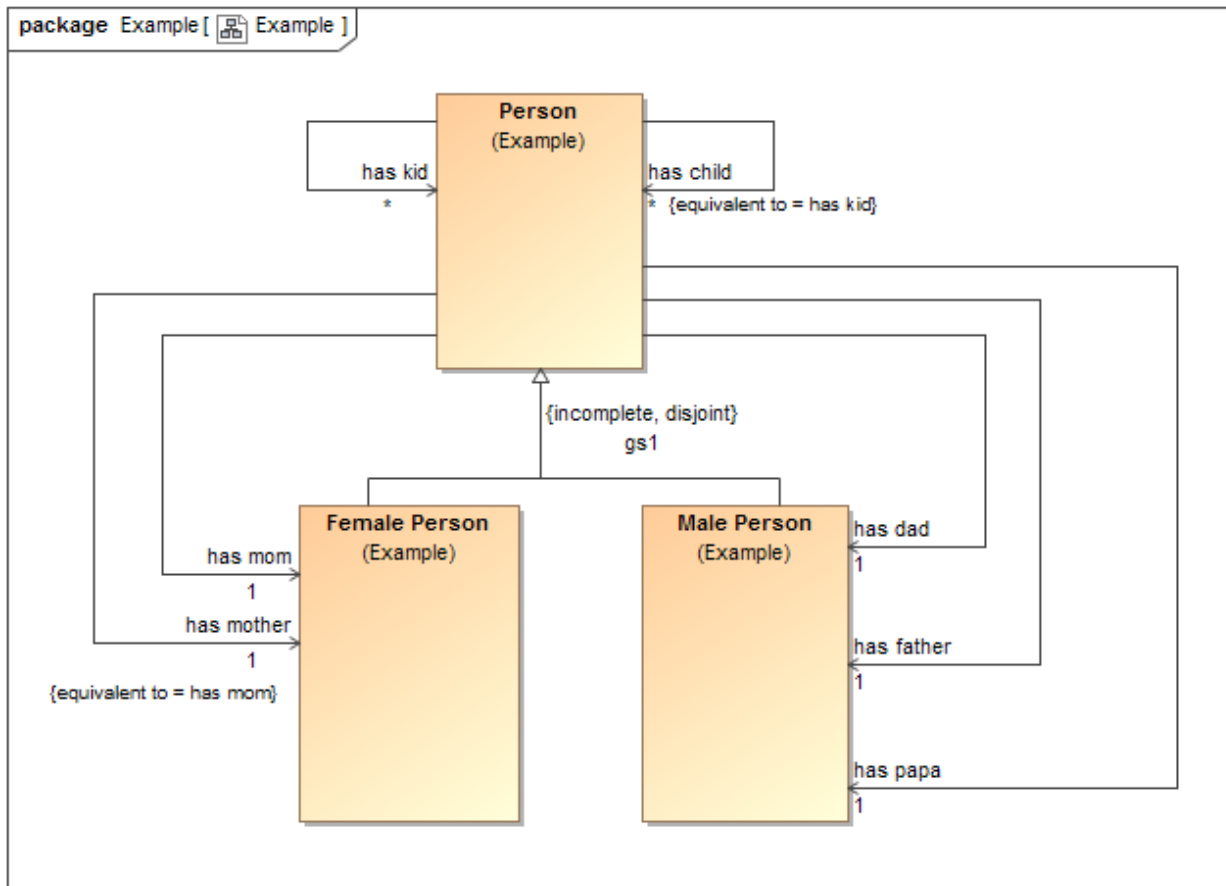 package Example [ Example ]
Person
(Example)
has kid
*
has child
* {equivalent to = has kid}
{incomplete, disjoint}
gs1
Female Person
(Example)
has mom
1
has mother
1
{equivalent to = has mom}
Male Person
(Example)
has dad
1
has father
1
has papa
1